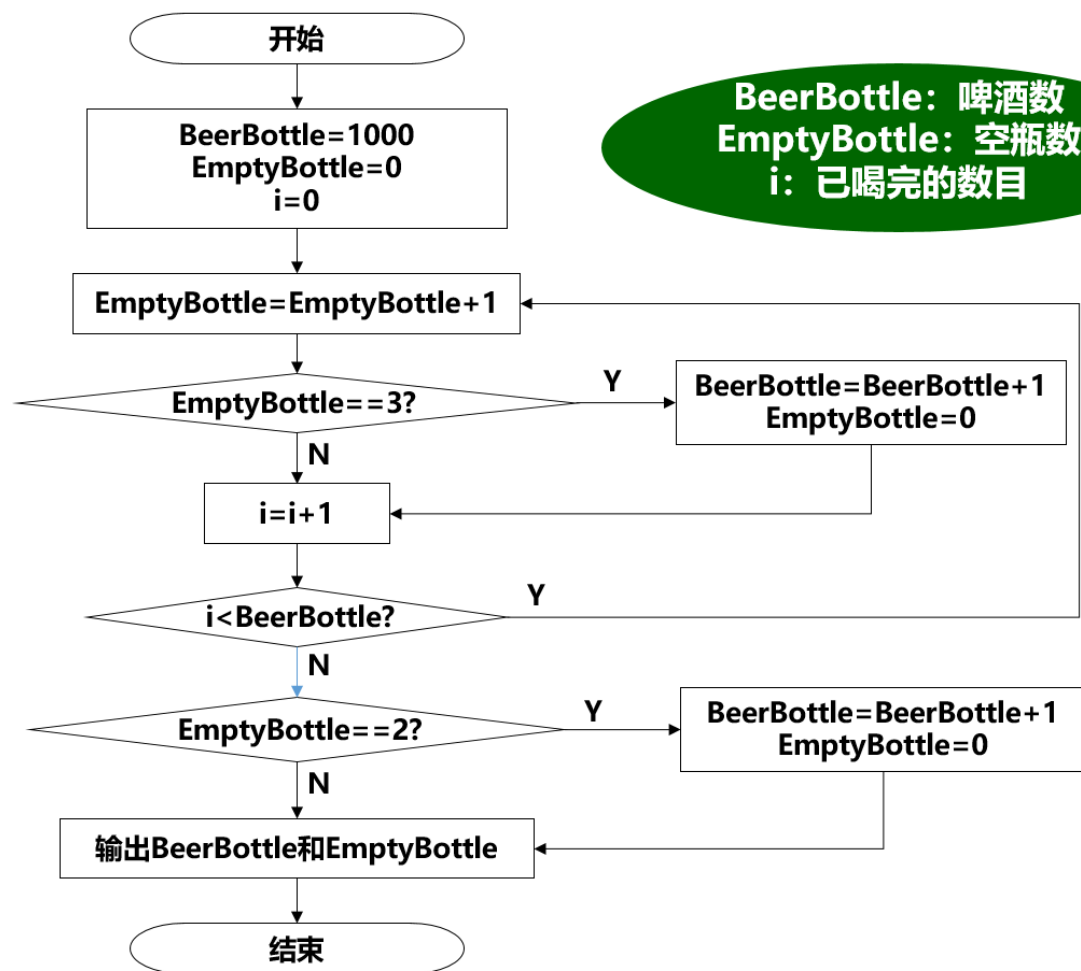 开始
BeerBottle=1000
EmptyBottle=0
i=0
BeerBottle：啤酒数
EmptyBottle：空瓶数
i：已喝完的数目
EmptyBottle=EmptyBottle+1
EmptyBottle==3?
Y
BeerBottle=BeerBottle+1
EmptyBottle=0
N
i=i+1
i<BeerBottle?
Y
N
EmptyBottle==2?
Y
BeerBottle=BeerBottle+1
EmptyBottle=0
N
输出BeerBottle和EmptyBottle
结束